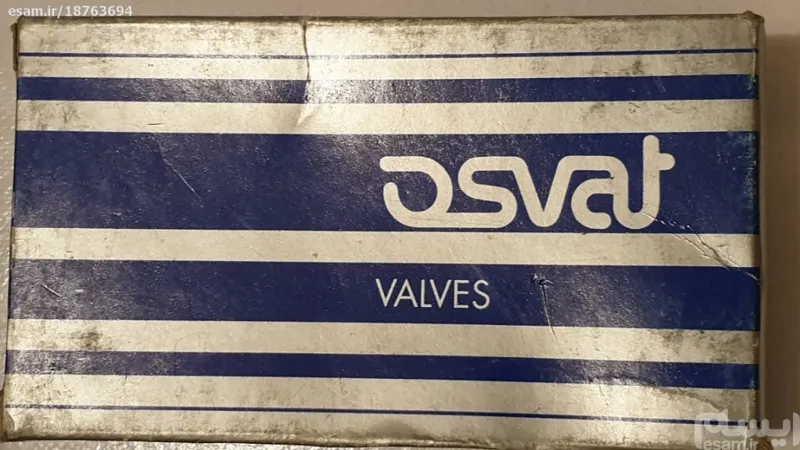 esam.ir/18763694
osvat
VALVES
ایسام
esam.ir